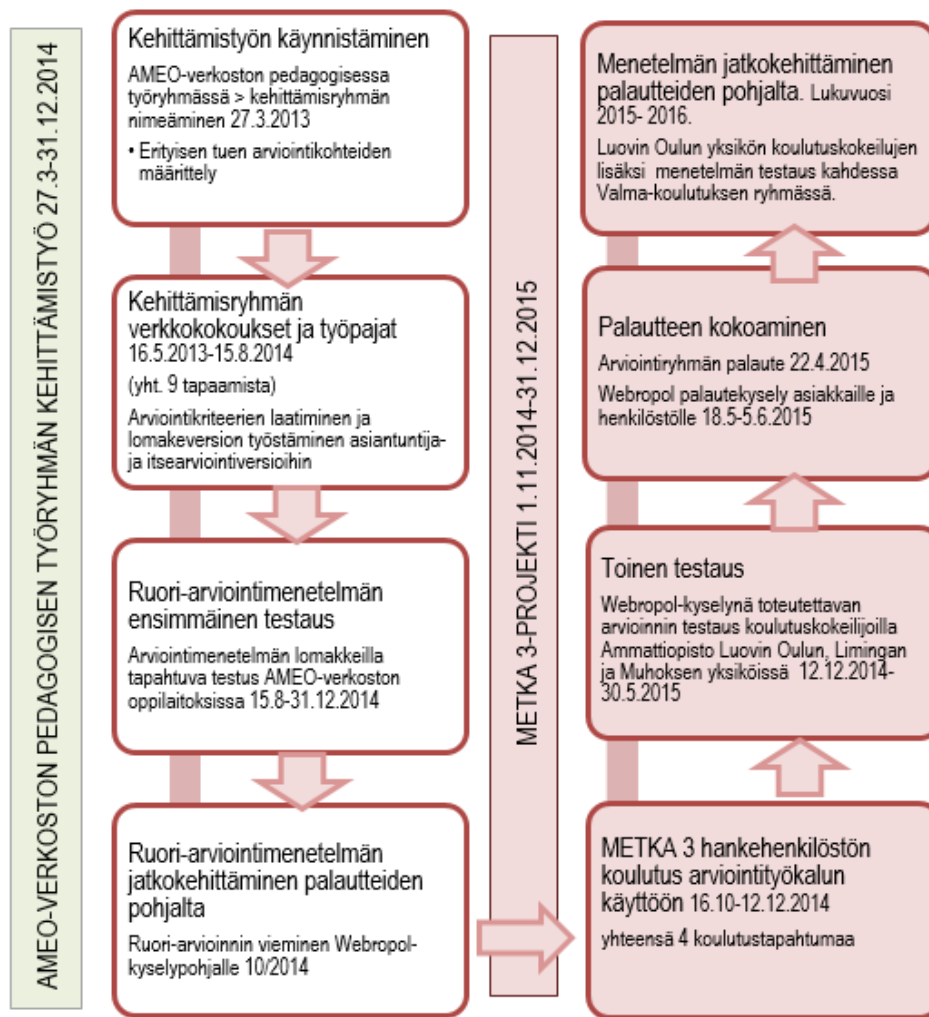 AMEO-VERKOSTON PEDAGOGISEN TYÖRYHMÄN KEHITTÄMISTYÖ 27.3-31.12.2014
Kehittämistyön käynnistäminen
AMEO-verkoston pedagogisessa
työryhmässä > kehittämisryhmän
nimeäminen 27.3.2013
• Erityisen tuen arviointikohteiden
määrittely
Kehittämisryhmän
verkkokokoukset ja työpajat
16.5.2013-15.8.2014
(yht. 9 tapaamista)
Arviointikriteerien laatiminen ja
lomakeversion työstäminen asiantuntija-
ja itsearviointiversioihin
Ruori-arviointimenetelmän
ensimmäinen testaus
Arviointimenetelmän lomakkeilla
tapahtuva testus AMEO-verkoston
oppilaitoksissa 15.8-31.12.2014
Ruori-arviointimenetelmän
jatkokehittäminen palautteiden
pohjalta
Ruori-arvioinnin vieminen Webropol-
kyselypohjalle 10/2014
METKA 3-PROJEKTI 1.11.2014-31.12.2015
METKA 3 hankehenkilöstön
koulutus arviointityökalun
käyttöön 16.10-12.12.2014
yhteensä 4 koulutustapahtumaa
Toinen testaus
Webropol-kyselynä toteutettavan
arvioinnin testaus koulutuskokeilijoilla
Ammattiopisto Luovin Oulun, Limingan
ja Muhoksen yksiköissä 12.12.2014-
30.5.2015
Palautteen kokoaminen
Arviointiryhmän palaute 22.4.2015
Webropol palautekysely asiakkaille ja
henkilöstölle 18.5-5.6.2015
Menetelmän jatkokehittäminen
palautteiden pohjalta. Lukuvuosi
2015- 2016.
Luovin Oulun yksikön koulutuskokeilujen
lisäksi menetelmän testaus kahdessa
Valma-koulutuksen ryhmässä.